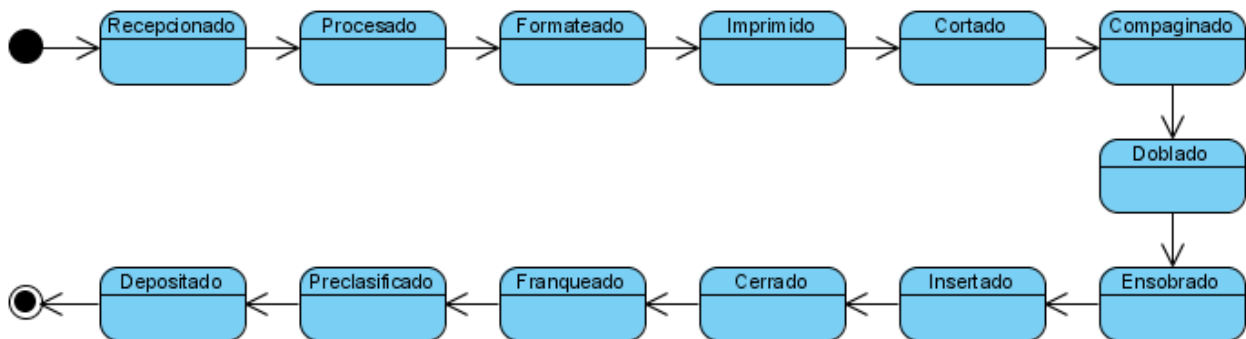 Recepcionado
Procesado
Formateado
Imprimido
Cortado
Compaginado
Doblado
Ensobrado
Insertado
Cerrado
Franqueado
Preclasificado
Depositado